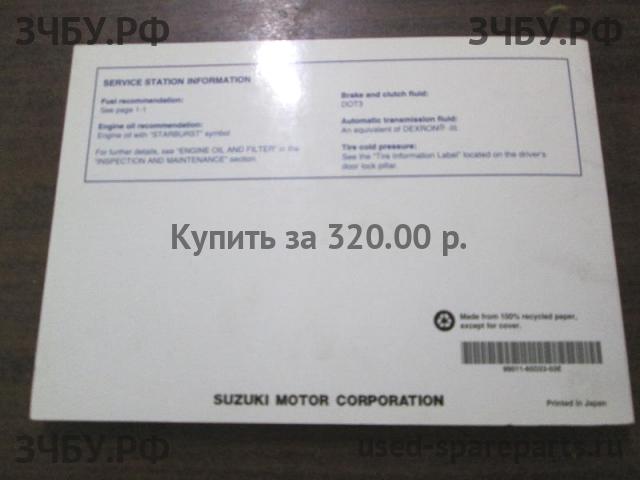 ЗЧБУ.РФ
ЗЧБУ.РФ
SERVICE STATION INFORMATION
Fuel recommendation:
See page 1-1
Engine oil recommendation:
Engine oil with "STARBURST" symbol
For further details, see "ENGINE OIL AND FILTER" in the
"INSPECTION AND MAINTENANCE" section.
Brake and clutch fluid:
DOT3
Automatic transmission fluid:
An equivalent of DEXRON®-III.
Tire cold pressure:
See the "Tire Information Label" located on the driver's
door lock pillar.
Купить за 320.00 р.
Made from 100% recycled paper,
except for cover.
SUZUKI MOTOR CORPORATION
Printed in Japan
ЗЧБУ.РФ
used-spareparts.ru